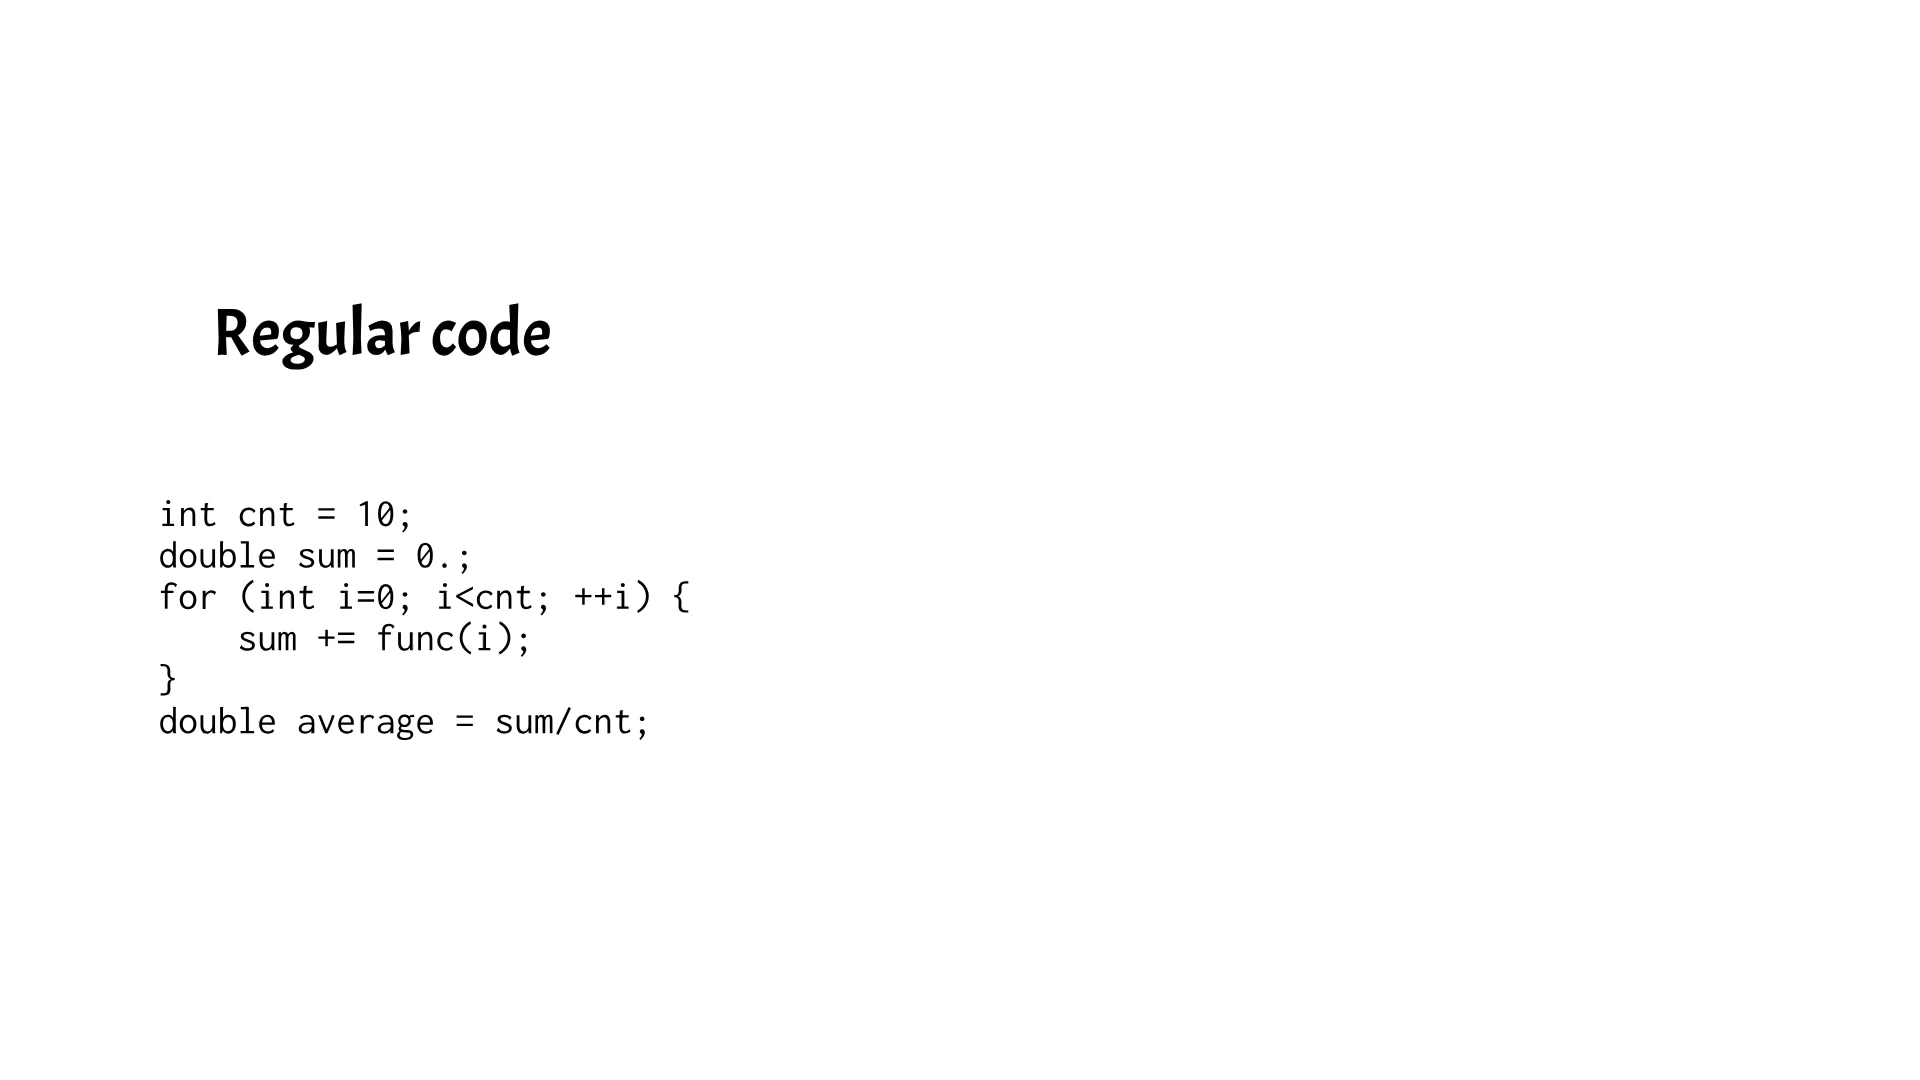 Regular code
int cnt = 10;
double sum = 0.;
for (int i=0; i<cnt; ++i) {
    sum += func(i);
}
double average = sum/cnt;